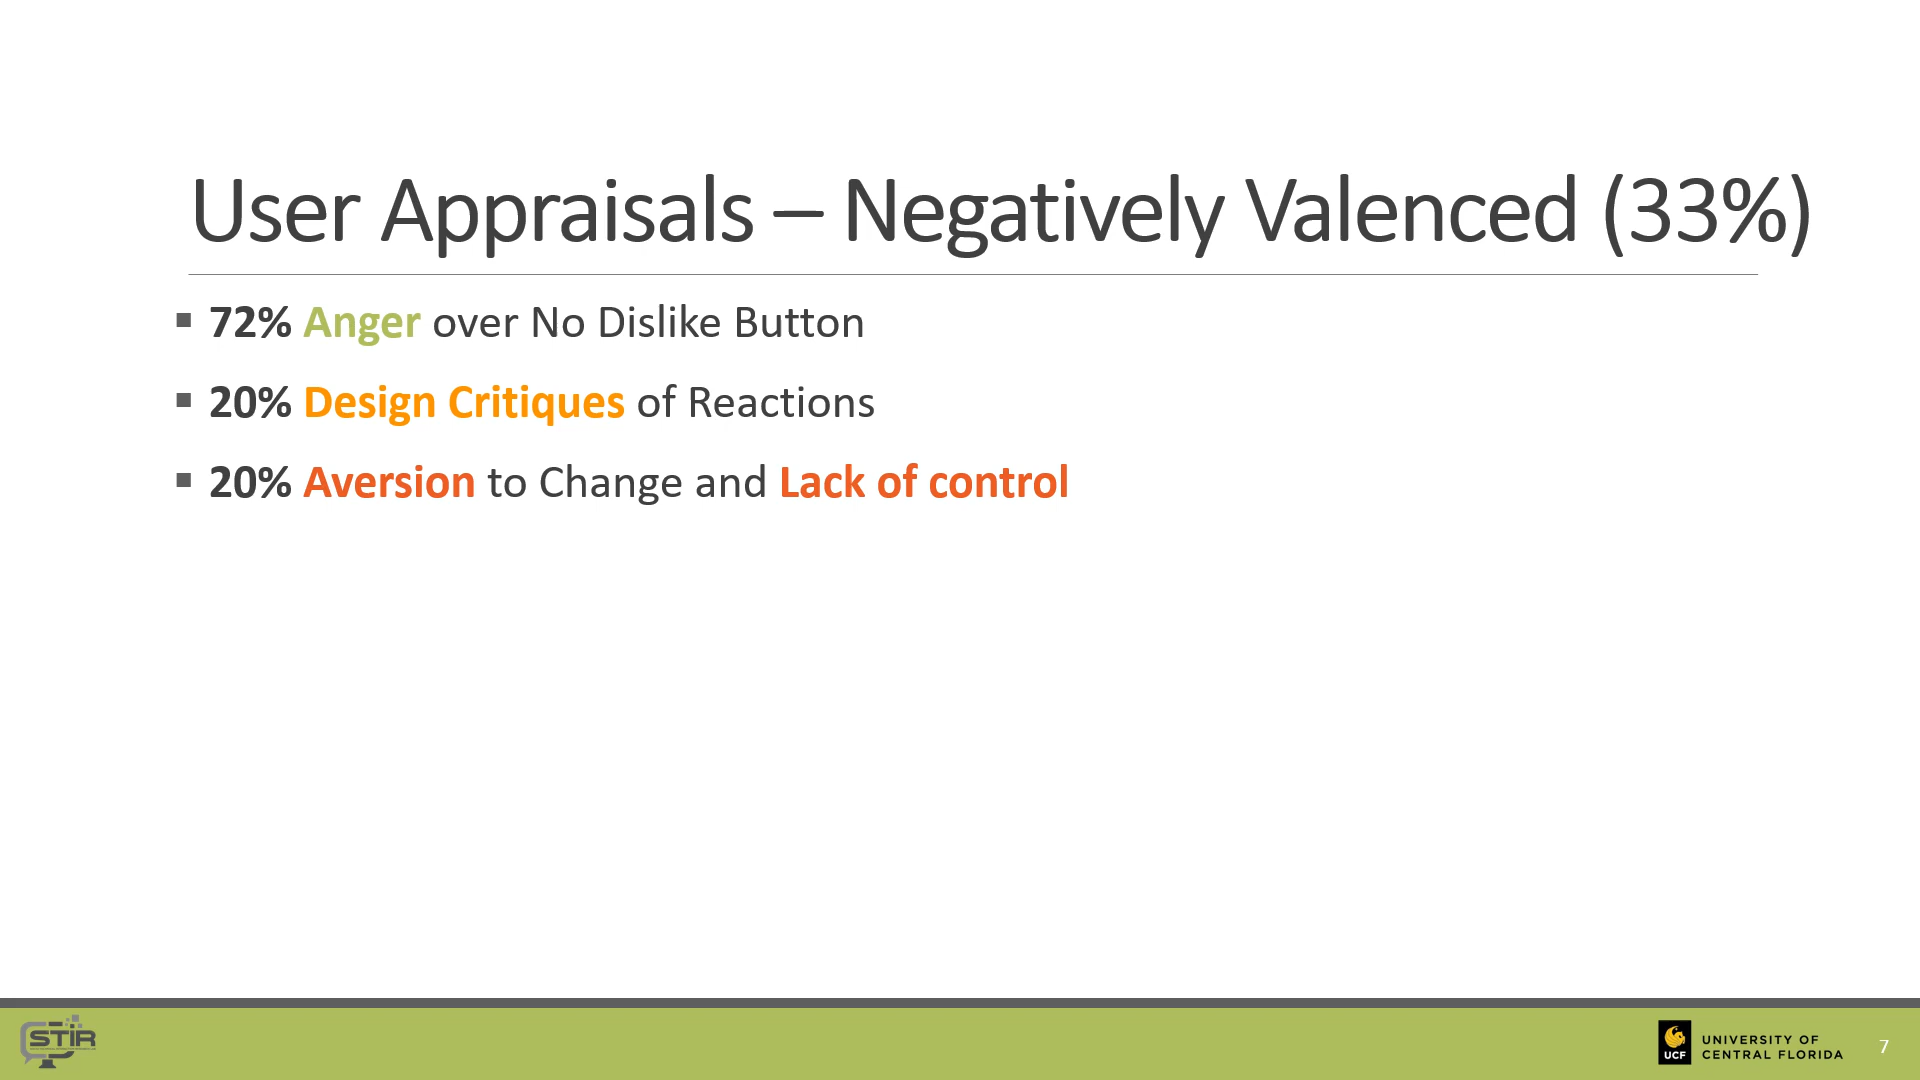 User Appraisals – Negatively Valenced (33%)
▪ 72% Anger over No Dislike Button
▪ 20% Design Critiques of Reactions
▪ 20% Aversion to Change and Lack of control
STIR
UCF
UNIVERSITY OF
CENTRAL FLORIDA
7